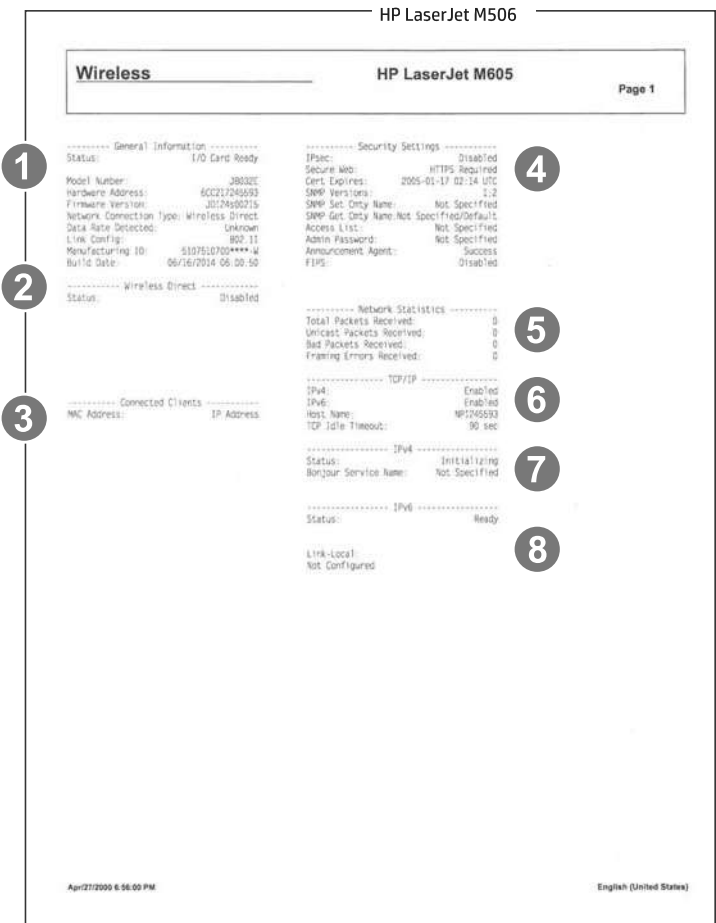 HP LaserJet M506
Wireless
HP LaserJet M605
Page 1
1
---------- General Information ----------
Status: I/O Card Ready
Model Number: J8032E
Hardware Address: 6CC217245593
Firmware Version:
Network Connection Type: Wireless Direct
Data Rate Detected: Unknown
Link Config: 802.11
Manufacturing ID: 5107510700****-W
Build Date: 06/16/2014 06:00:50
2
---------- Wireless Direct ----------
Status: Disabled
3
---------- Connected Clients ----------
MAC Address: IP Address
4
---------- Security Settings ----------
IPsec: Disabled
Secure Web: HTTPS Required
Cert Expires: 2005-01-17 02:14 UTC
SNMP Versions: 1;2
SNMP Set Cmty Name: Not Specified
SNMP Get Cmty Name:Not Specified/Default
Access List: Not Specified
Admin Password: Not Specified
Announcement Agent: Success
FIPS: Disabled
5
---------- Network Statistics ----------
Total Packets Received: 0
Unicast Packets Received: 0
Bad Packets Received: 0
Framing Errors Received: 0
6
---------------- TCP/IP ----------------
IPv4: Enabled
IPv6: Enabled
Host Name: NPI245593
TCP Idle Timeout: 90 sec
7
----------------- IPv4 -----------------
Status: Initializing
Bonjour Service Name: Not Specified
8
----------------- IPv6 -----------------
Status: Ready
Link-Local:
Not Configured
Apr/27/2000 6:56:00 PM
English (United States)